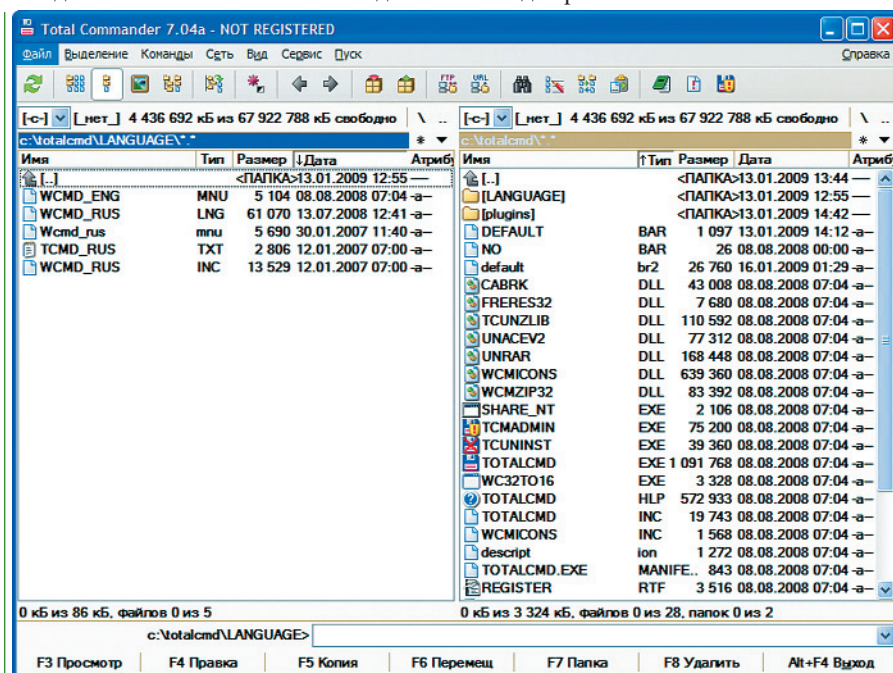 Total Commander 7.04a - NOT REGISTERED
Файл Выделение Команды Сеть Вид Сервис Пуск Справка
FTP URL
[-c-] [_нет_] 4 436 692 кБ из 67 922 788 кБ свободно \ ..
c:\totalcmd\LANGUAGE\*.* * ▼
Имя Тип Размер ↓Дата Атрибу
[..] <ПАПКА>13.01.2009 12:55 —
WCMD_ENG MNU 5 104 08.08.2008 07:04 -a–
WCMD_RUS LNG 61 070 13.07.2008 12:41 -a–
Wcmd_rus mnu 5 690 30.01.2007 11:40 -a–
TCMD_RUS TXT 2 806 12.01.2007 07:00 -a–
WCMD_RUS INC 13 529 12.01.2007 07:00 -a–
0 кБ из 86 кБ, файлов 0 из 5
[-c-] [_нет_] 4 436 692 кБ из 67 922 788 кБ свободно \ ..
c:\totalcmd\*.* * ▼
Имя ↑Тип Размер Дата Атрибу
[..] <ПАПКА>13.01.2009 13:44 —
[LANGUAGE] <ПАПКА>13.01.2009 12:55 —
[plugins] <ПАПКА>13.01.2009 14:42 —
DEFAULT BAR 1 097 13.01.2009 14:12 -a–
NO BAR 26 08.08.2008 00:00 -a–
default br2 26 760 16.01.2009 01:29 -a–
CABRK DLL 43 008 08.08.2008 07:04 -a–
FRERES32 DLL 7 680 08.08.2008 07:04 -a–
TCUNZLIB DLL 110 592 08.08.2008 07:04 -a–
UNACEV2 DLL 77 312 08.08.2008 07:04 -a–
UNRAR DLL 168 448 08.08.2008 07:04 -a–
WCMICONS DLL 639 360 08.08.2008 07:04 -a–
WCMZIP32 DLL 83 392 08.08.2008 07:04 -a–
SHARE_NT EXE 2 106 08.08.2008 07:04 -a–
TCMADMIN EXE 75 200 08.08.2008 07:04 -a–
TCUNINST EXE 39 360 08.08.2008 07:04 -a–
TOTALCMD EXE 1 091 768 08.08.2008 07:04 -a–
WC32TO16 EXE 3 328 08.08.2008 07:04 -a–
TOTALCMD HLP 572 933 08.08.2008 07:04 -a–
TOTALCMD INC 19 743 08.08.2008 07:04 -a–
WCMICONS INC 1 568 08.08.2008 07:04 -a–
descript ion 1 272 08.08.2008 07:04 -a–
TOTALCMD.EXE MANIFE.. 843 08.08.2008 07:04 -a–
REGISTER RTF 3 516 08.08.2008 07:04 -a–
0 кБ из 3 324 кБ, файлов 0 из 28, папок 0 из 2
c:\totalcmd\LANGUAGE>
F3 Просмотр F4 Правка F5 Копия F6 Перемещ F7 Папка F8 Удалить Alt+F4 Выход